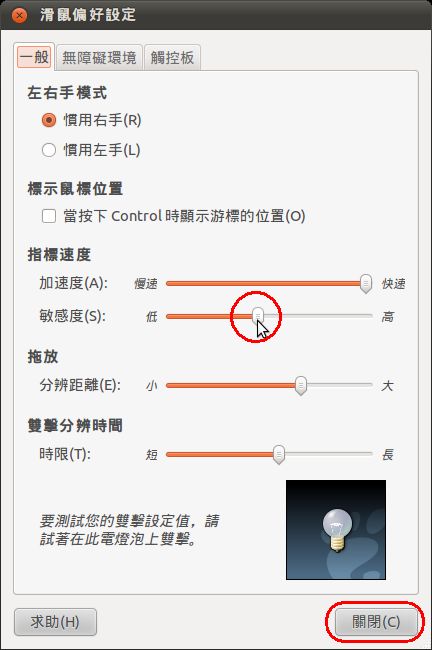 滑鼠偏好設定
一般 無障礙環境 觸控板
左右手模式
慣用右手(R)
慣用左手(L)
標示鼠標位置
當按下 Control 時顯示游標的位置(O)
指標速度
加速度(A): 慢速 快速
敏感度(S): 低 高
拖放
分辨距離(E): 小 大
雙擊分辨時間
時限(T): 短 長
要測試您的雙擊設定值，請
試著在此電燈泡上雙擊。
求助(H) 關閉(C)